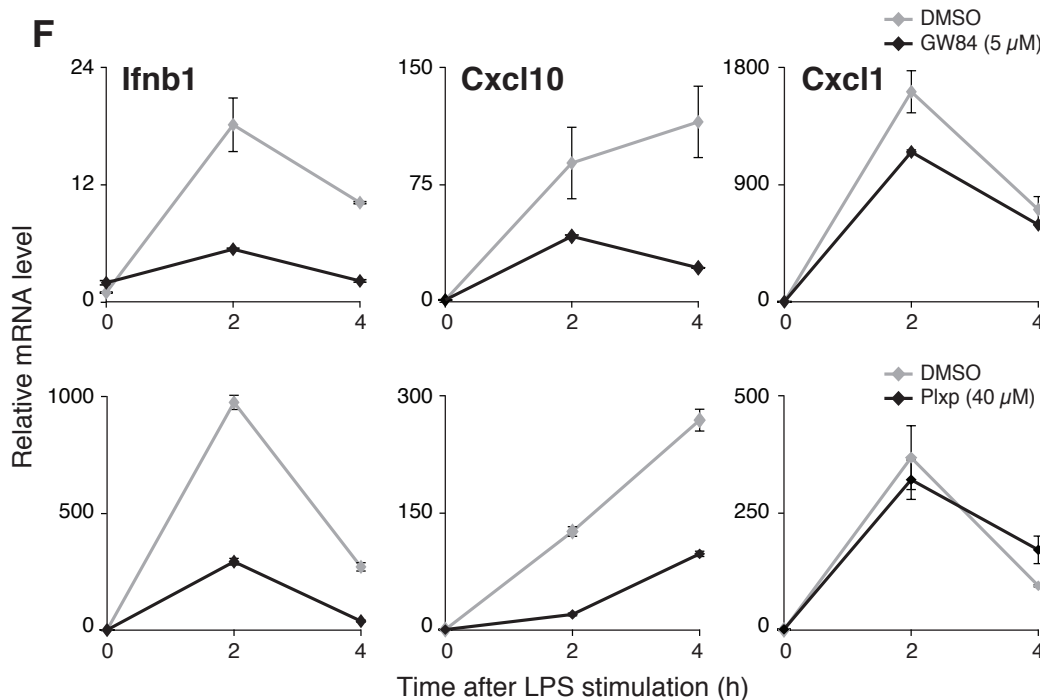 F
DMSO
GW84 (5 µM)
Ifnb1
Cxcl10
Cxcl1
24
12
0
0 2 4
150
75
0
0 2 4
1800
900
0
0 2 4
Relative mRNA level
DMSO
Plxp (40 µM)
1000
500
0
0 2 4
300
150
0
0 2 4
500
250
0
0 2 4
Time after LPS stimulation (h)